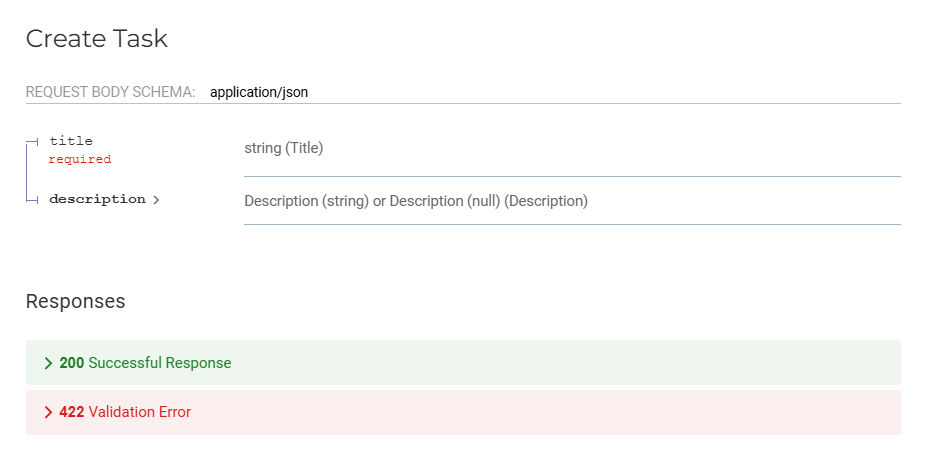 Create Task
REQUEST BODY SCHEMA: application/json
title
required
string (Title)
description
Description (string) or Description (null) (Description)
Responses
200 Successful Response
422 Validation Error